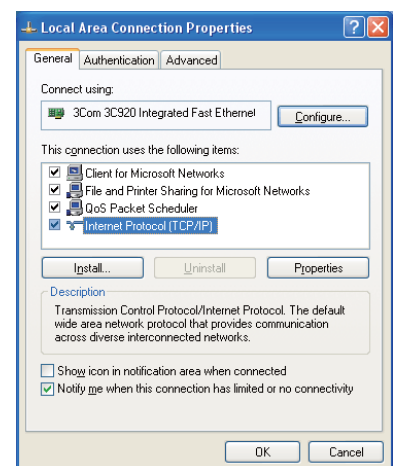 Local Area Connection Properties
General Authentication Advanced
Connect using:
3Com 3C920 Integrated Fast Ethernet
Configure...
This connection uses the following items:
Client for Microsoft Networks
File and Printer Sharing for Microsoft Networks
QoS Packet Scheduler
Internet Protocol (TCP/IP)
Install... Uninstall Properties
Description
Transmission Control Protocol/Internet Protocol. The default
wide area network protocol that provides communication
across diverse interconnected networks.
Show icon in notification area when connected
Notify me when this connection has limited or no connectivity
OK Cancel